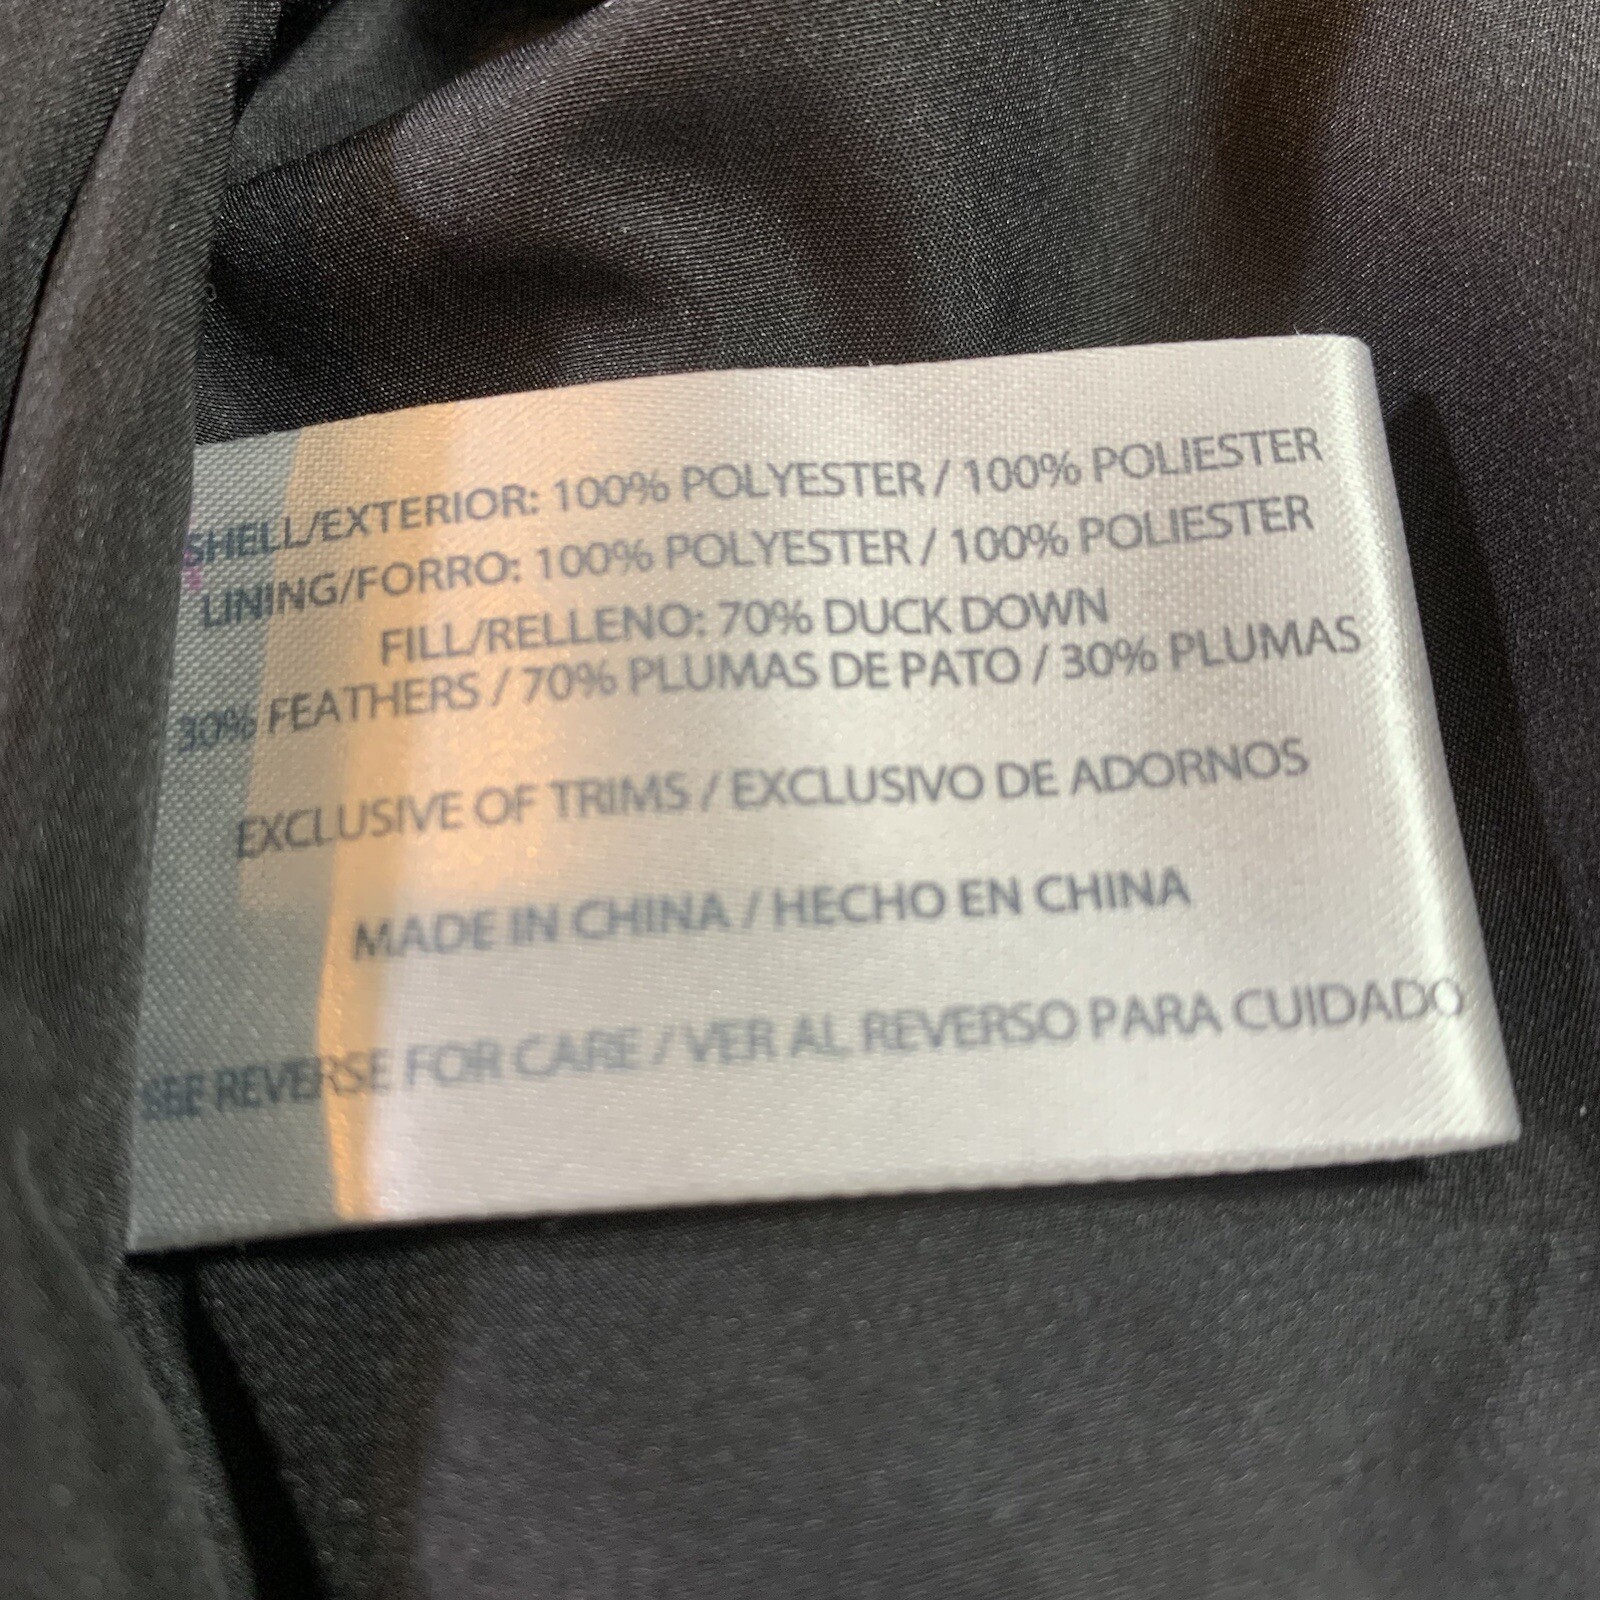 SHELL/EXTERIOR: 100% POLYESTER / 100% POLIESTER
LINING/FORRO: 100% POLYESTER / 100% POLIESTER
FILL/RELLENO: 70% DUCK DOWN
30% FEATHERS / 70% PLUMAS DE PATO / 30% PLUMAS
EXCLUSIVE OF TRIMS / EXCLUSIVO DE ADORNOS
MADE IN CHINA / HECHO EN CHINA
SEE REVERSE FOR CARE / VER AL REVERSO PARA CUIDADO